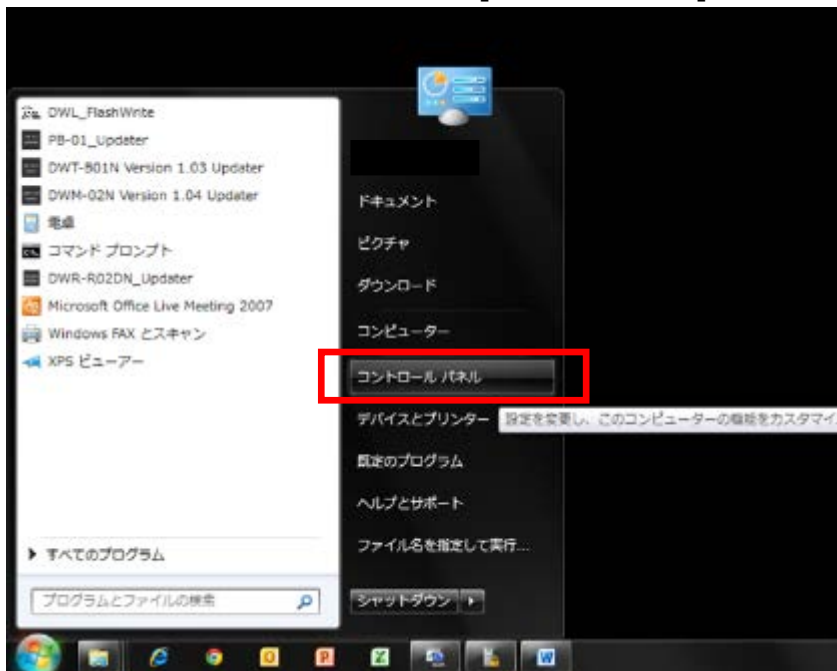 DWL_FlashWrite
PB-01_Updater
DWT-B01N Version 1.03 Updater
DWM-02N Version 1.04 Updater
電卓
コマンド プロンプト
DWR-R02DN_Updater
Microsoft Office Live Meeting 2007
Windows FAX とスキャン
XPS ビューアー
すべてのプログラム
プログラムとファイルの検索
ドキュメント
ピクチャ
ダウンロード
コンピューター
コントロール パネル
デバイスとプリンター
設定を変更し、このコンピューターの機能をカスタマイ
既定のプログラム
ヘルプとサポート
ファイル名を指定して実行...
シャットダウン